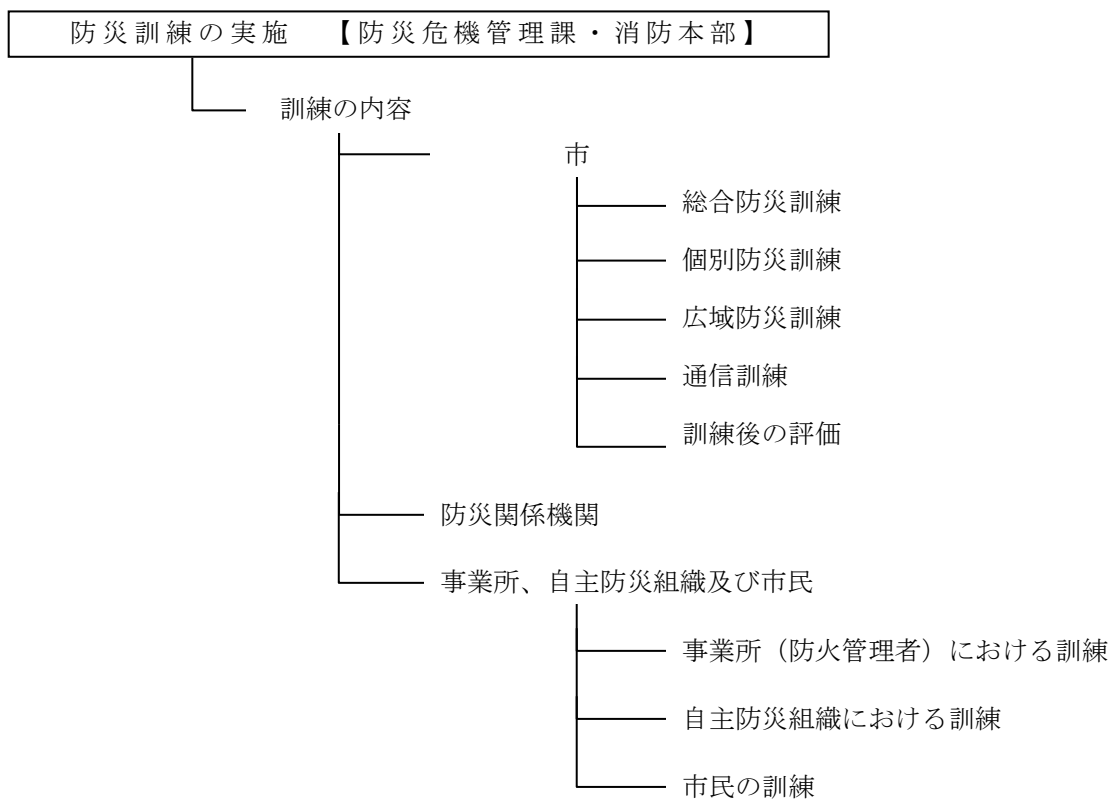 防災訓練の実施　【防災危機管理課・消防本部】
訓練の内容
市
総合防災訓練
個別防災訓練
広域防災訓練
通信訓練
訓練後の評価
防災関係機関
事業所、自主防災組織及び市民
事業所（防火管理者）における訓練
自主防災組織における訓練
市民の訓練